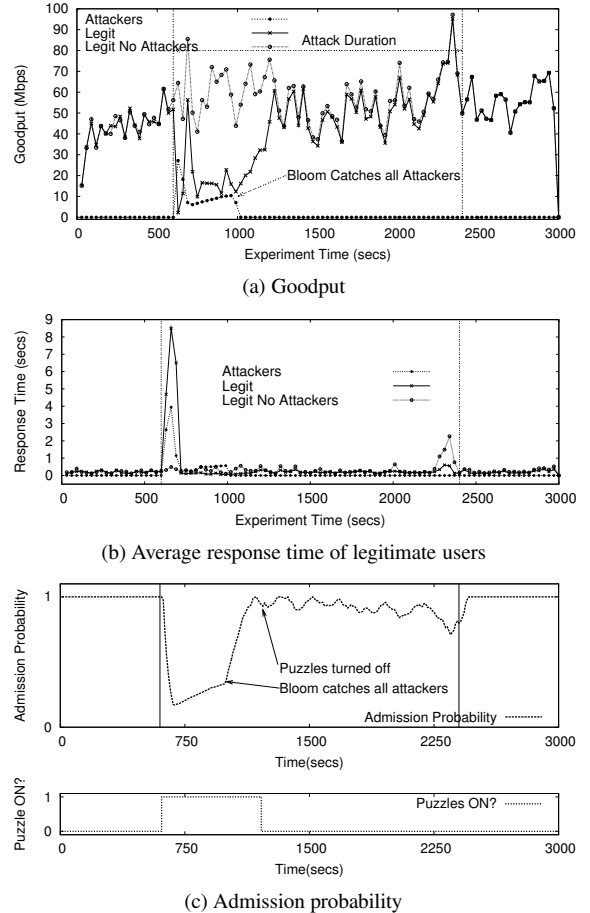 Attackers
Legit
Legit No Attackers
Attack Duration
Bloom Catches all Attackers
Goodput (Mbps)
100
90
80
70
60
50
40
30
20
10
0
0 500 1000 1500 2000 2500 3000
Experiment Time (secs)
(a) Goodput
Attackers
Legit
Legit No Attackers
Response Time (secs)
9
8
7
6
5
4
3
2
1
0
0 500 1000 1500 2000 2500 3000
Experiment Time (secs)
(b) Average response time of legitimate users
Admission Probability
1
0
Puzzles turned off
Bloom catches all attackers
Admission Probability
0 750 1500 2250 3000
Time(secs)
Puzzle ON?
1
0
Puzzles ON?
0 750 1500 2250 3000
Time(secs)
(c) Admission probability